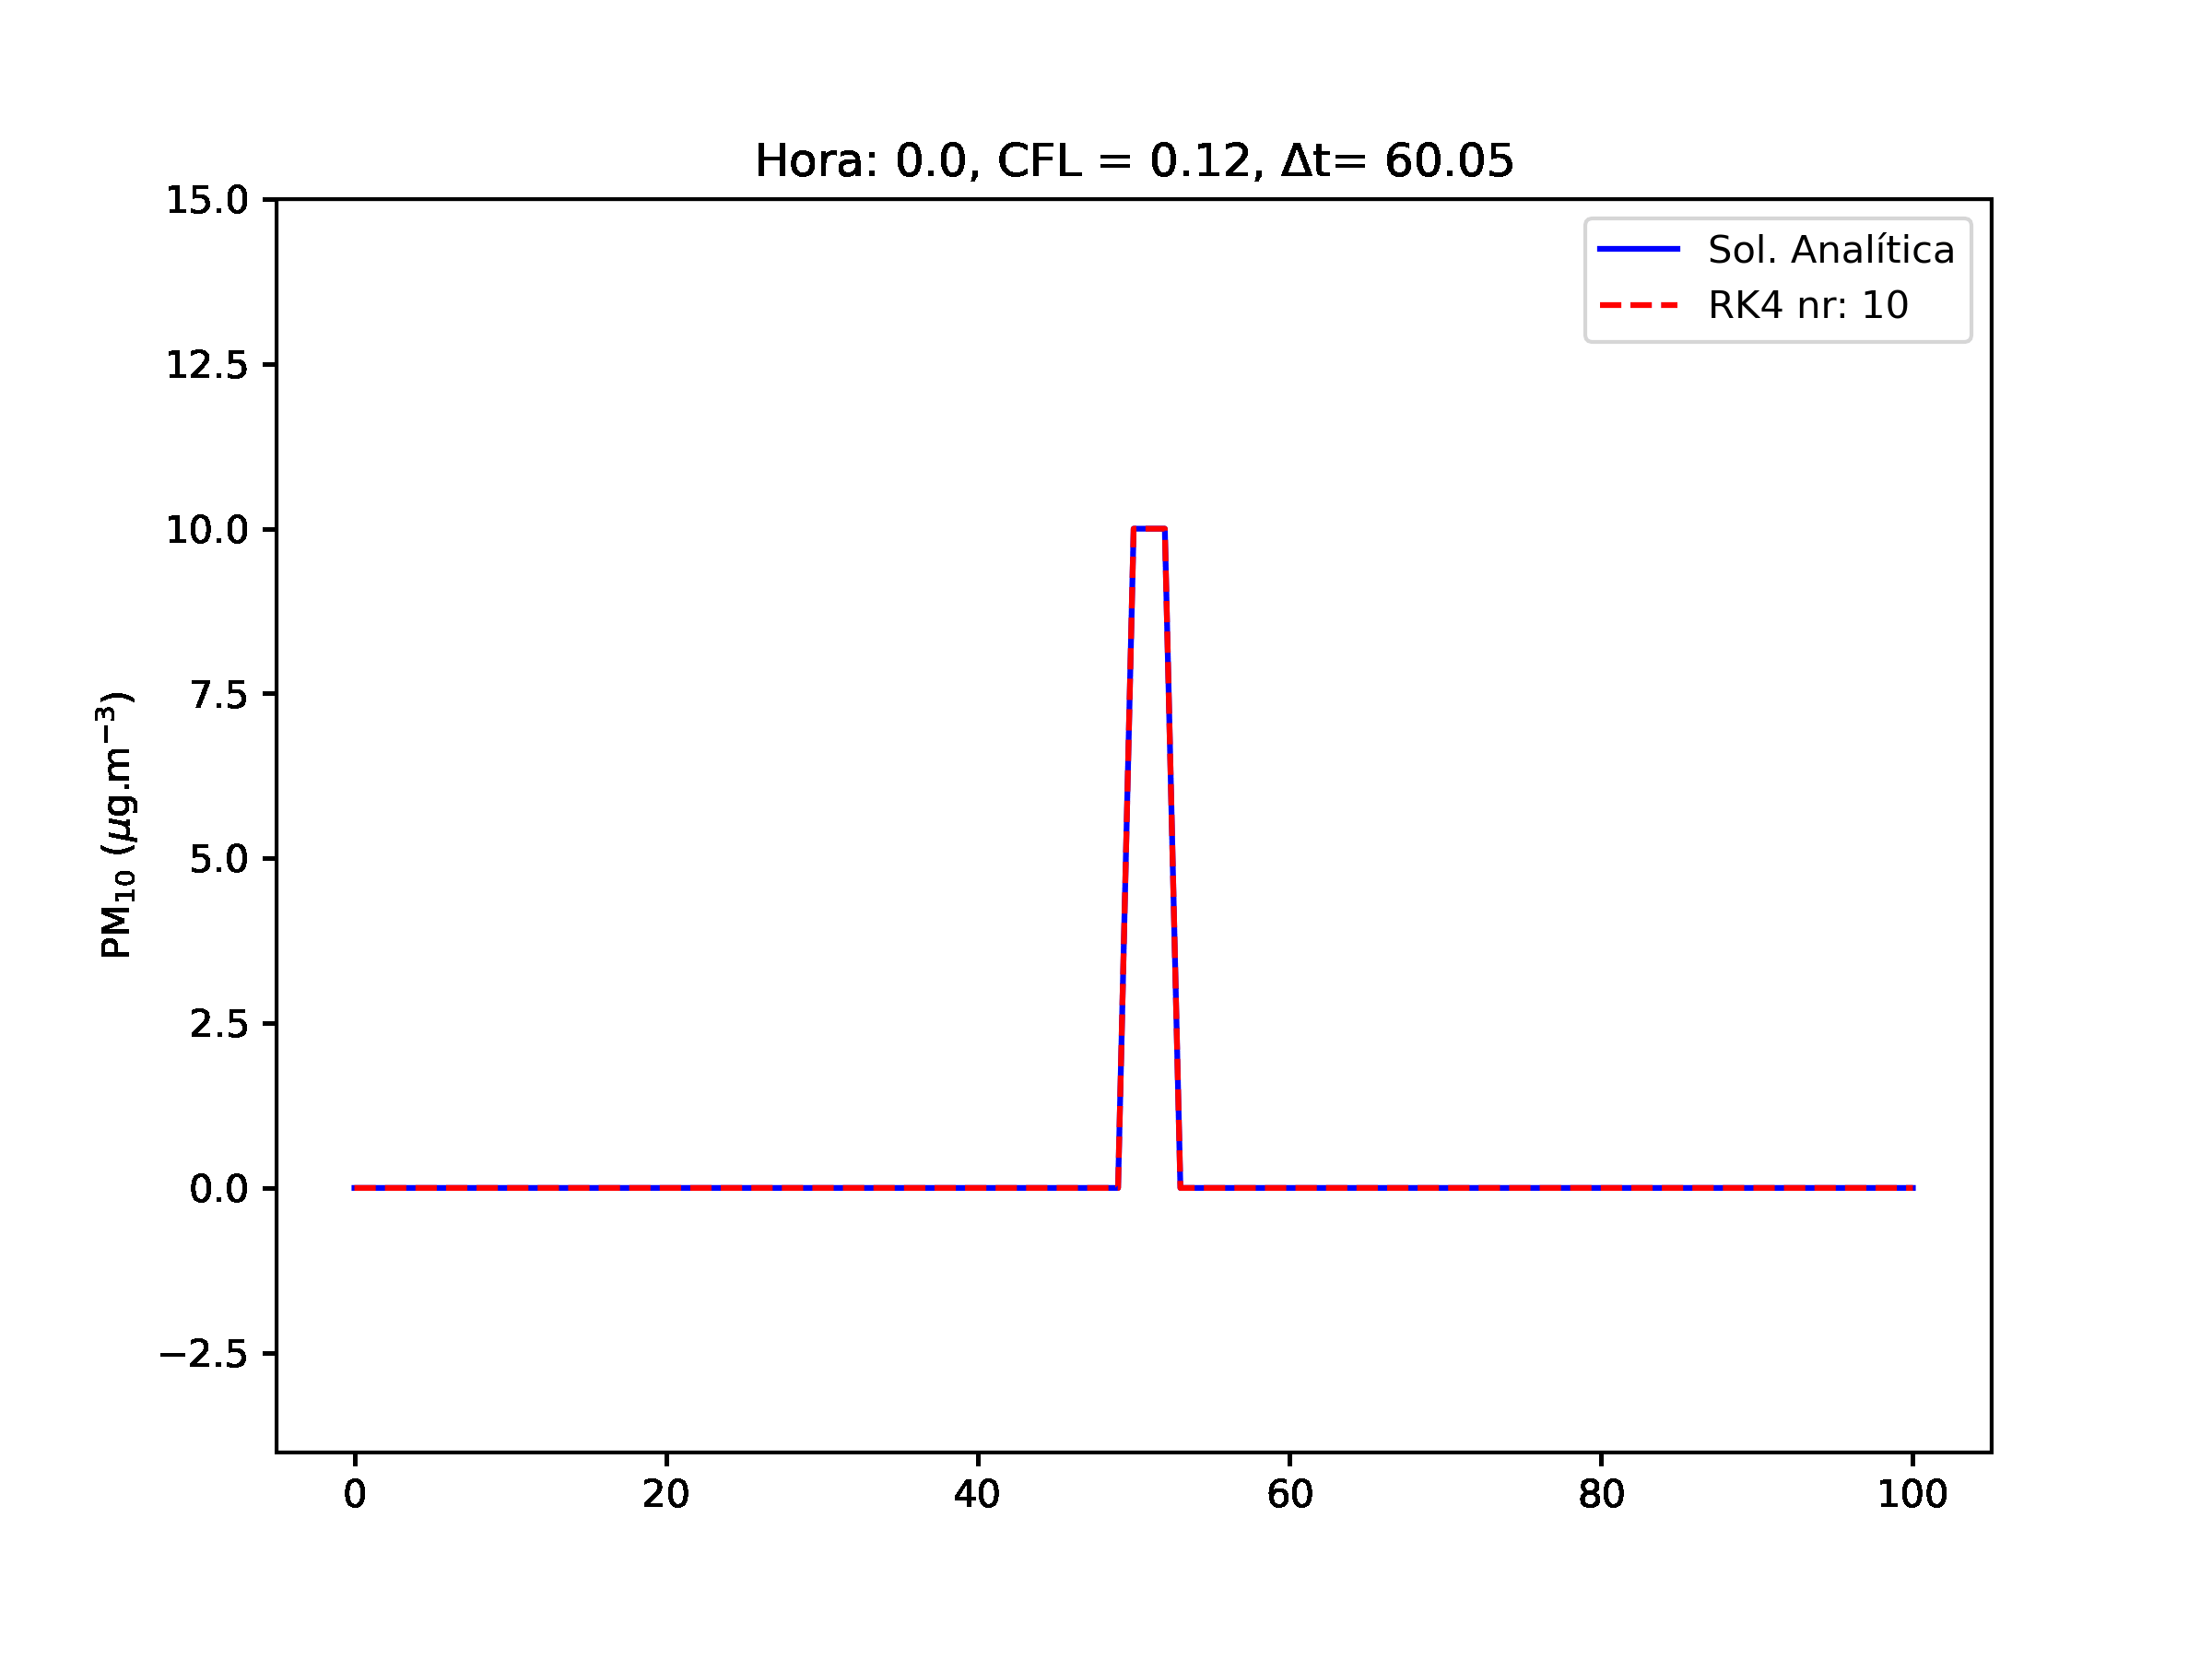 Hora: 0.0, CFL = 0.12, Δt= 60.05
Sol. Analítica
RK4 nr: 10
15.0
12.5
10.0
7.5
5.0
2.5
0.0
−2.5
PM₁₀ (μg.m⁻³)
0 20 40 60 80 100